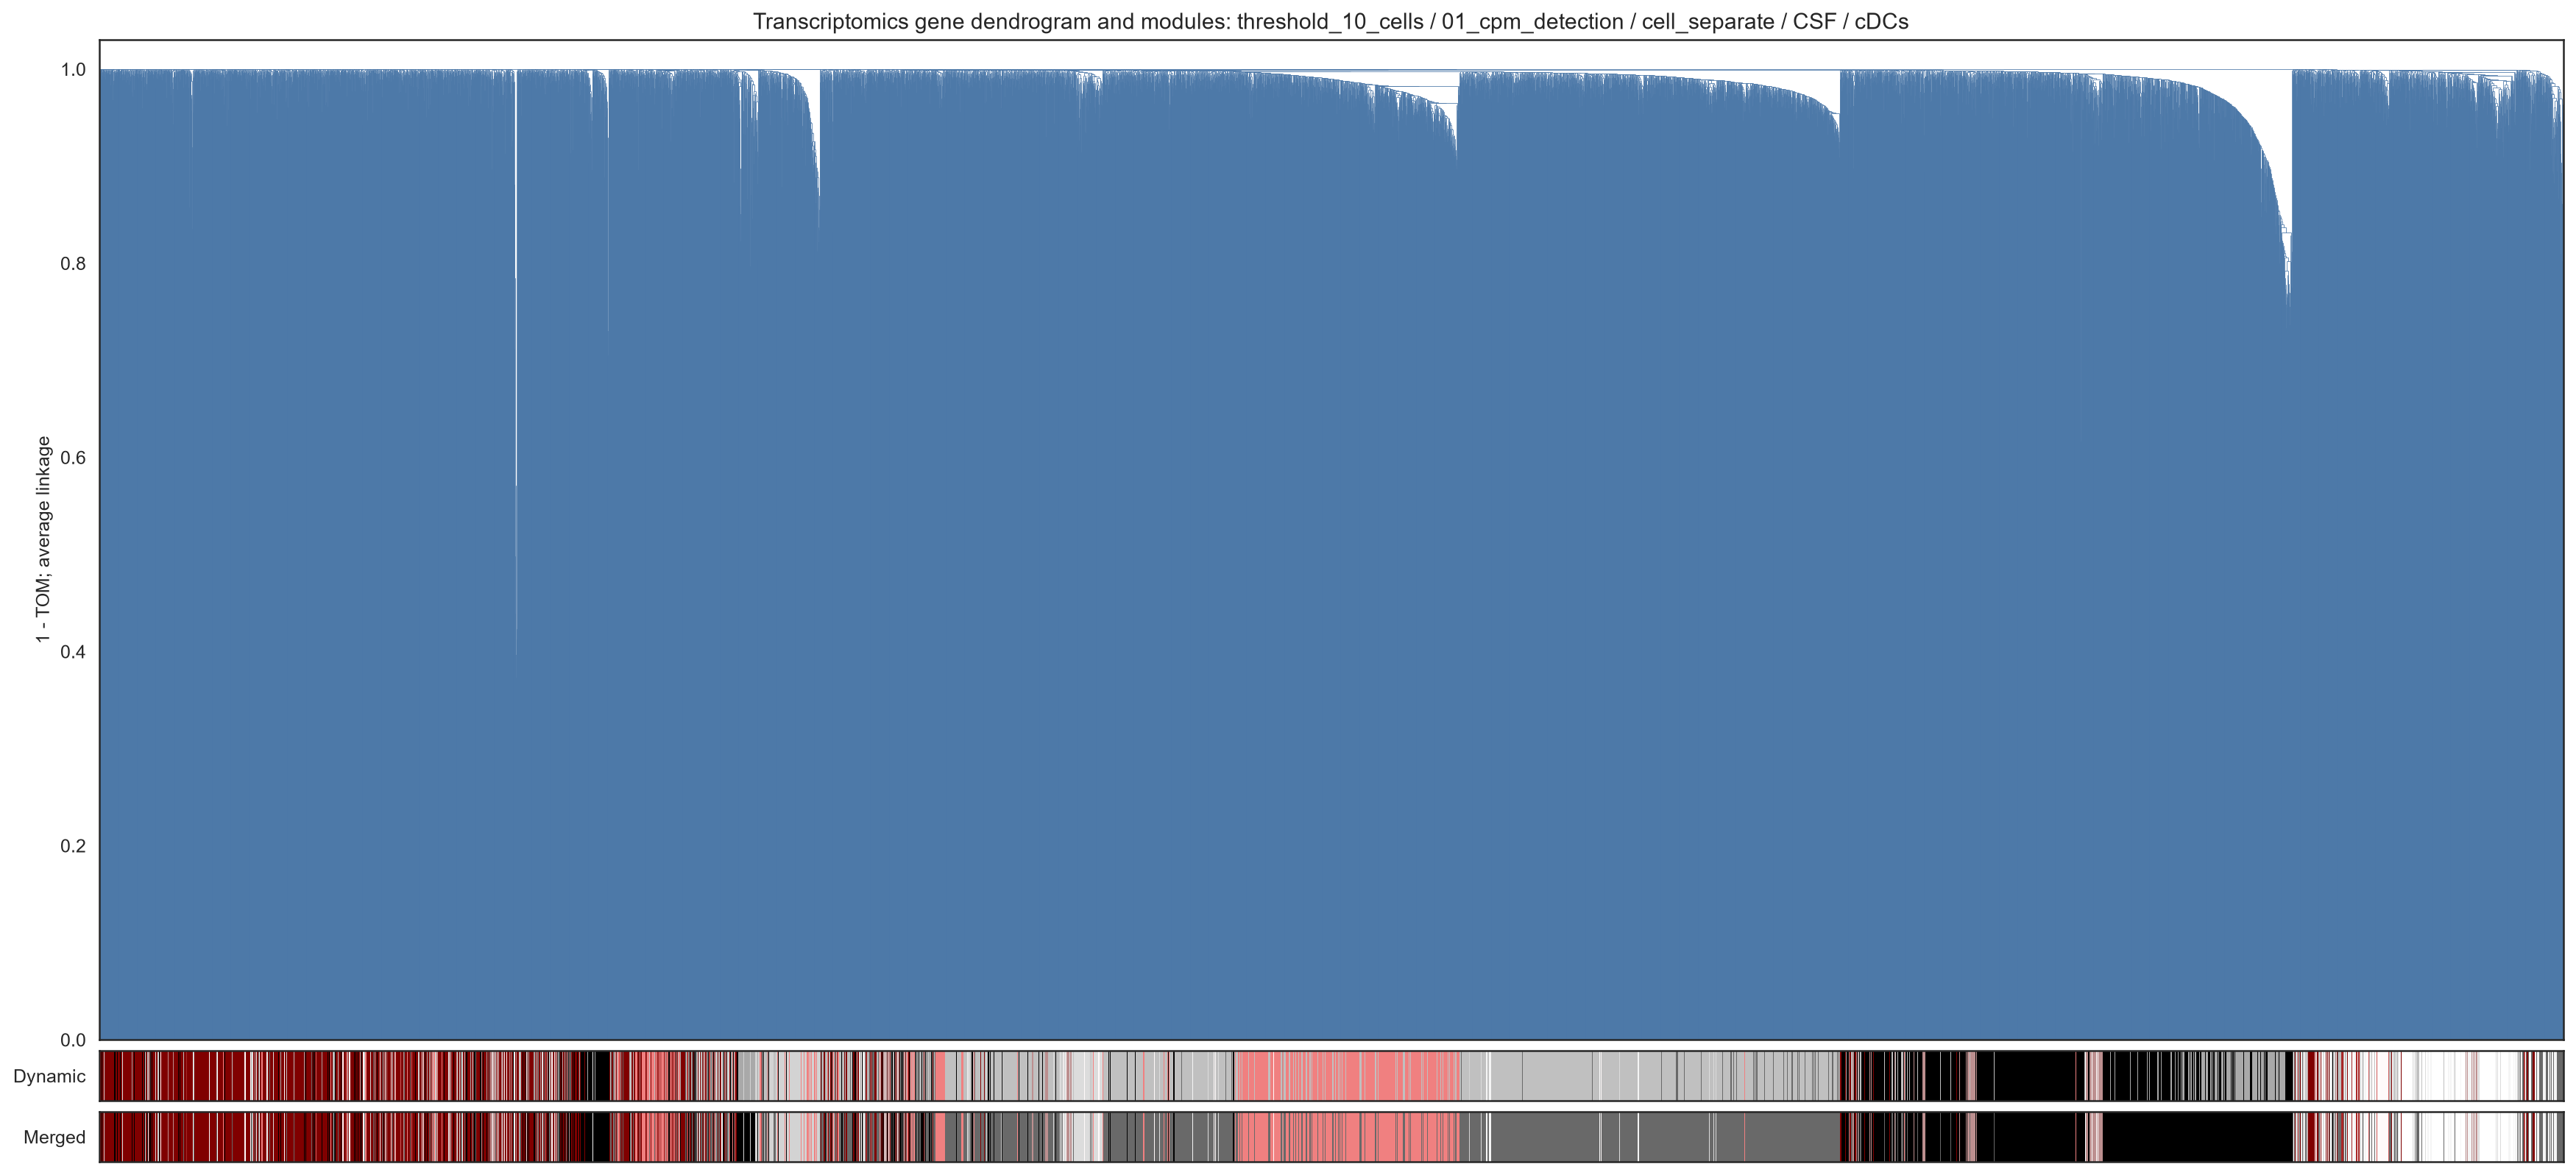 Transcriptomics gene dendrogram and modules: threshold_10_cells / 01_cpm_detection / cell_separate / CSF / cDCs
1.0
0.8
0.6
0.4
0.2
0.0
1 - TOM; average linkage
Dynamic
Merged